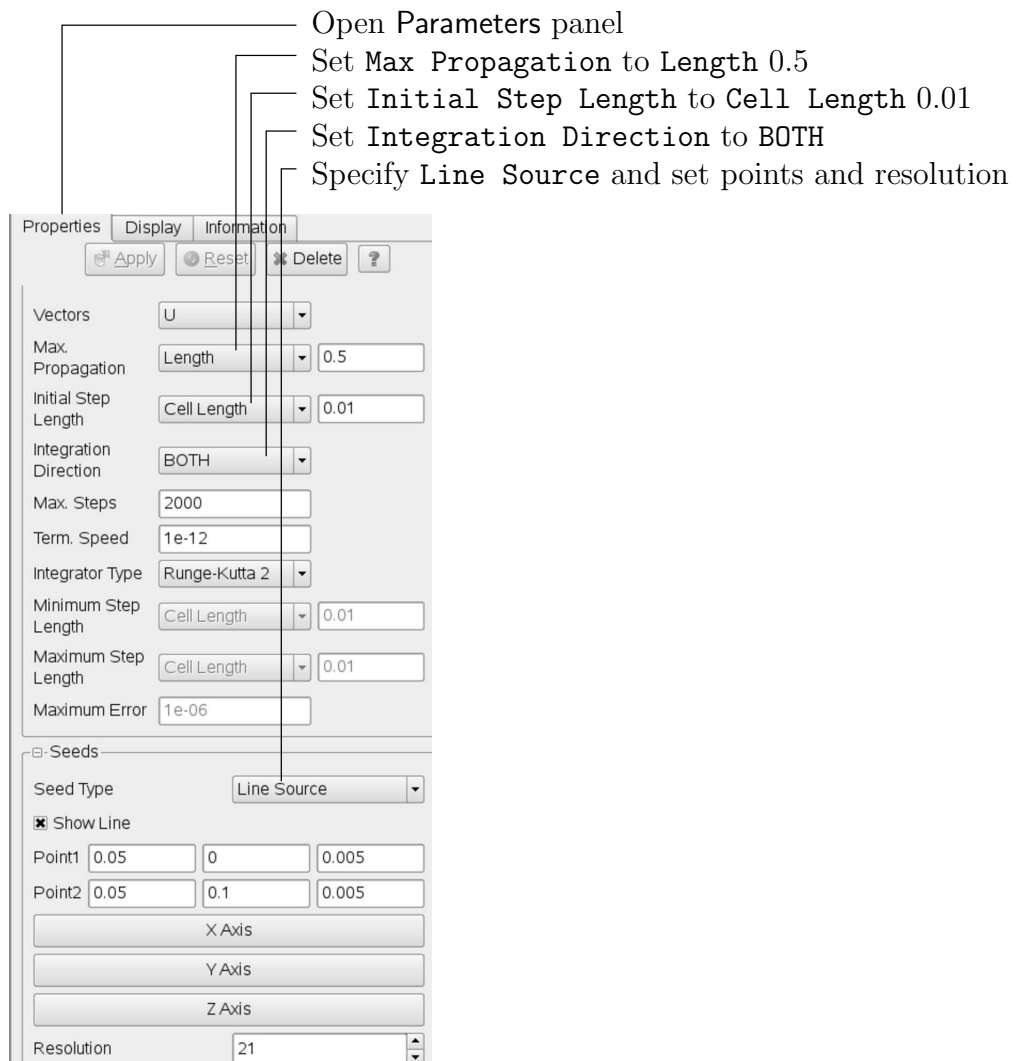 Open Parameters panel
Set Max Propagation to Length 0.5
Set Initial Step Length to Cell Length 0.01
Set Integration Direction to BOTH
Specify Line Source and set points and resolution
Properties Display Information
Apply Reset Delete ?
Vectors U
Max.
Propagation Length 0.5
Initial Step
Length Cell Length 0.01
Integration
Direction BOTH
Max. Steps 2000
Term. Speed 1e-12
Integrator Type Runge-Kutta 2
Minimum Step
Length Cell Length 0.01
Maximum Step
Length Cell Length 0.01
Maximum Error 1e-06
Seeds
Seed Type Line Source
Show Line
Point1 0.05 0 0.005
Point2 0.05 0.1 0.005
X Axis
Y Axis
Z Axis
Resolution 21